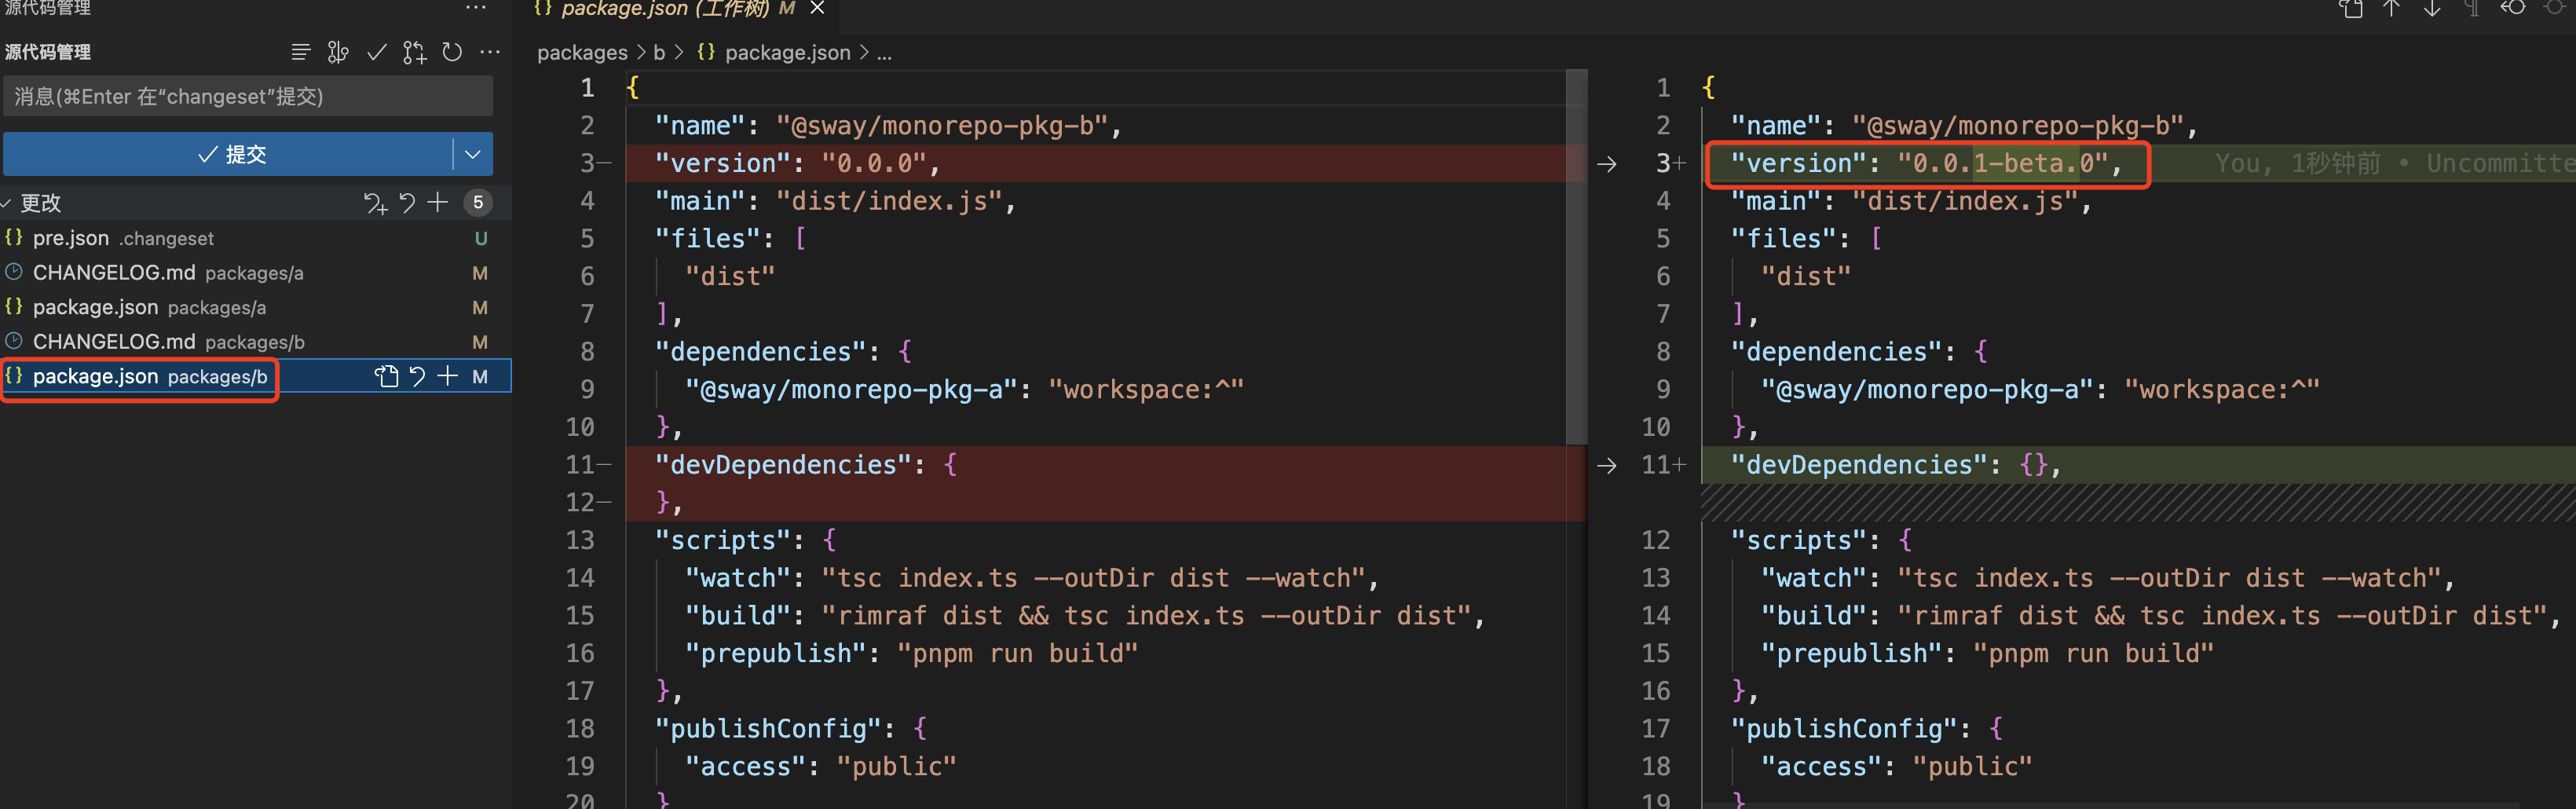 源代码管理
源代码管理
消息(⌘Enter 在“changeset”提交)
提交
更改 5
pre.json .changeset U
CHANGELOG.md packages/a M
package.json packages/a M
CHANGELOG.md packages/b M
package.json packages/b M
package.json (工作树) M
packages > b > {} package.json > ...
1 {
2 "name": "@sway/monorepo-pkg-b",
3— "version": "0.0.0",
4 "main": "dist/index.js",
5 "files": [
6 "dist"
7 ],
8 "dependencies": {
9 "@sway/monorepo-pkg-a": "workspace:^"
10 },
11— "devDependencies": {
12— },
13 "scripts": {
14 "watch": "tsc index.ts --outDir dist --watch",
15 "build": "rimraf dist && tsc index.ts --outDir dist",
16 "prepublish": "pnpm run build"
17 },
18 "publishConfig": {
19 "access": "public"
20 }
1 {
2 "name": "@sway/monorepo-pkg-b",
3+ "version": "0.0.1-beta.0", You, 1秒钟前 • Uncommitte
4 "main": "dist/index.js",
5 "files": [
6 "dist"
7 ],
8 "dependencies": {
9 "@sway/monorepo-pkg-a": "workspace:^"
10 },
11+ "devDependencies": {},
12 "scripts": {
13 "watch": "tsc index.ts --outDir dist --watch",
14 "build": "rimraf dist && tsc index.ts --outDir dist",
15 "prepublish": "pnpm run build"
16 },
17 "publishConfig": {
18 "access": "public"
19 }